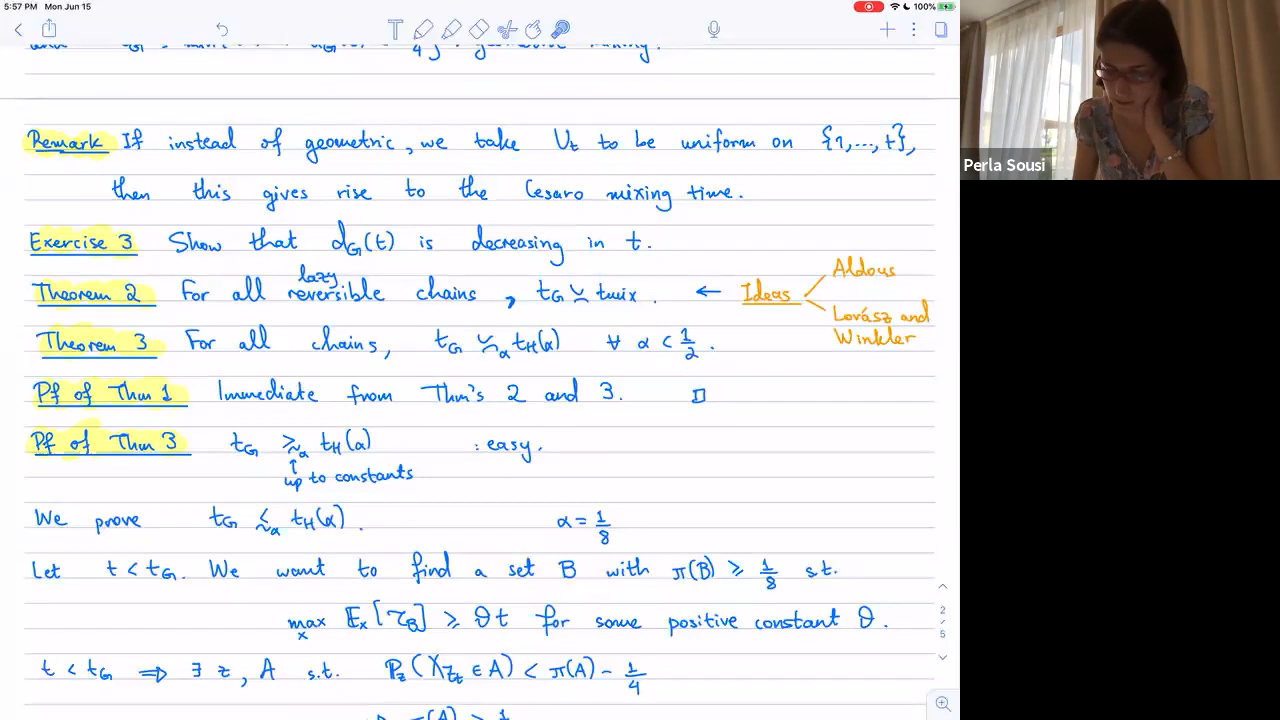 5:57 PM Mon Jun 15
100%
Remark If instead of geometric, we take U_t to be uniform on {1,...,t},
then this gives rise to the Cesaro mixing time.
Exercise 3 Show that d_G(t) is decreasing in t.
Theorem 2 For all lazy reversible chains, t_G ≍ tmix. ← Ideas Aldous
Lovász and Winkler
Theorem 3 For all chains, t_G ≍_α t_H(α) ∀ α < 1/2.
Pf of Thm 1 Immediate from Thm's 2 and 3. □
Pf of Thm 3 t_G ≳_α t_H(α) : easy.
↑ up to constants
We prove t_G ≲_α t_H(α). α = 1/8
Let t < t_G. We want to find a set B with π(B) ≥ 1/8 s.t.
max_x E_x[τ_B] ≥ θt for some positive constant θ.
t < t_G ⇒ ∃ z, A s.t. P_z(X_{Z_t} ∈ A) < π(A) - 1/4
2/5
Perla Sousi